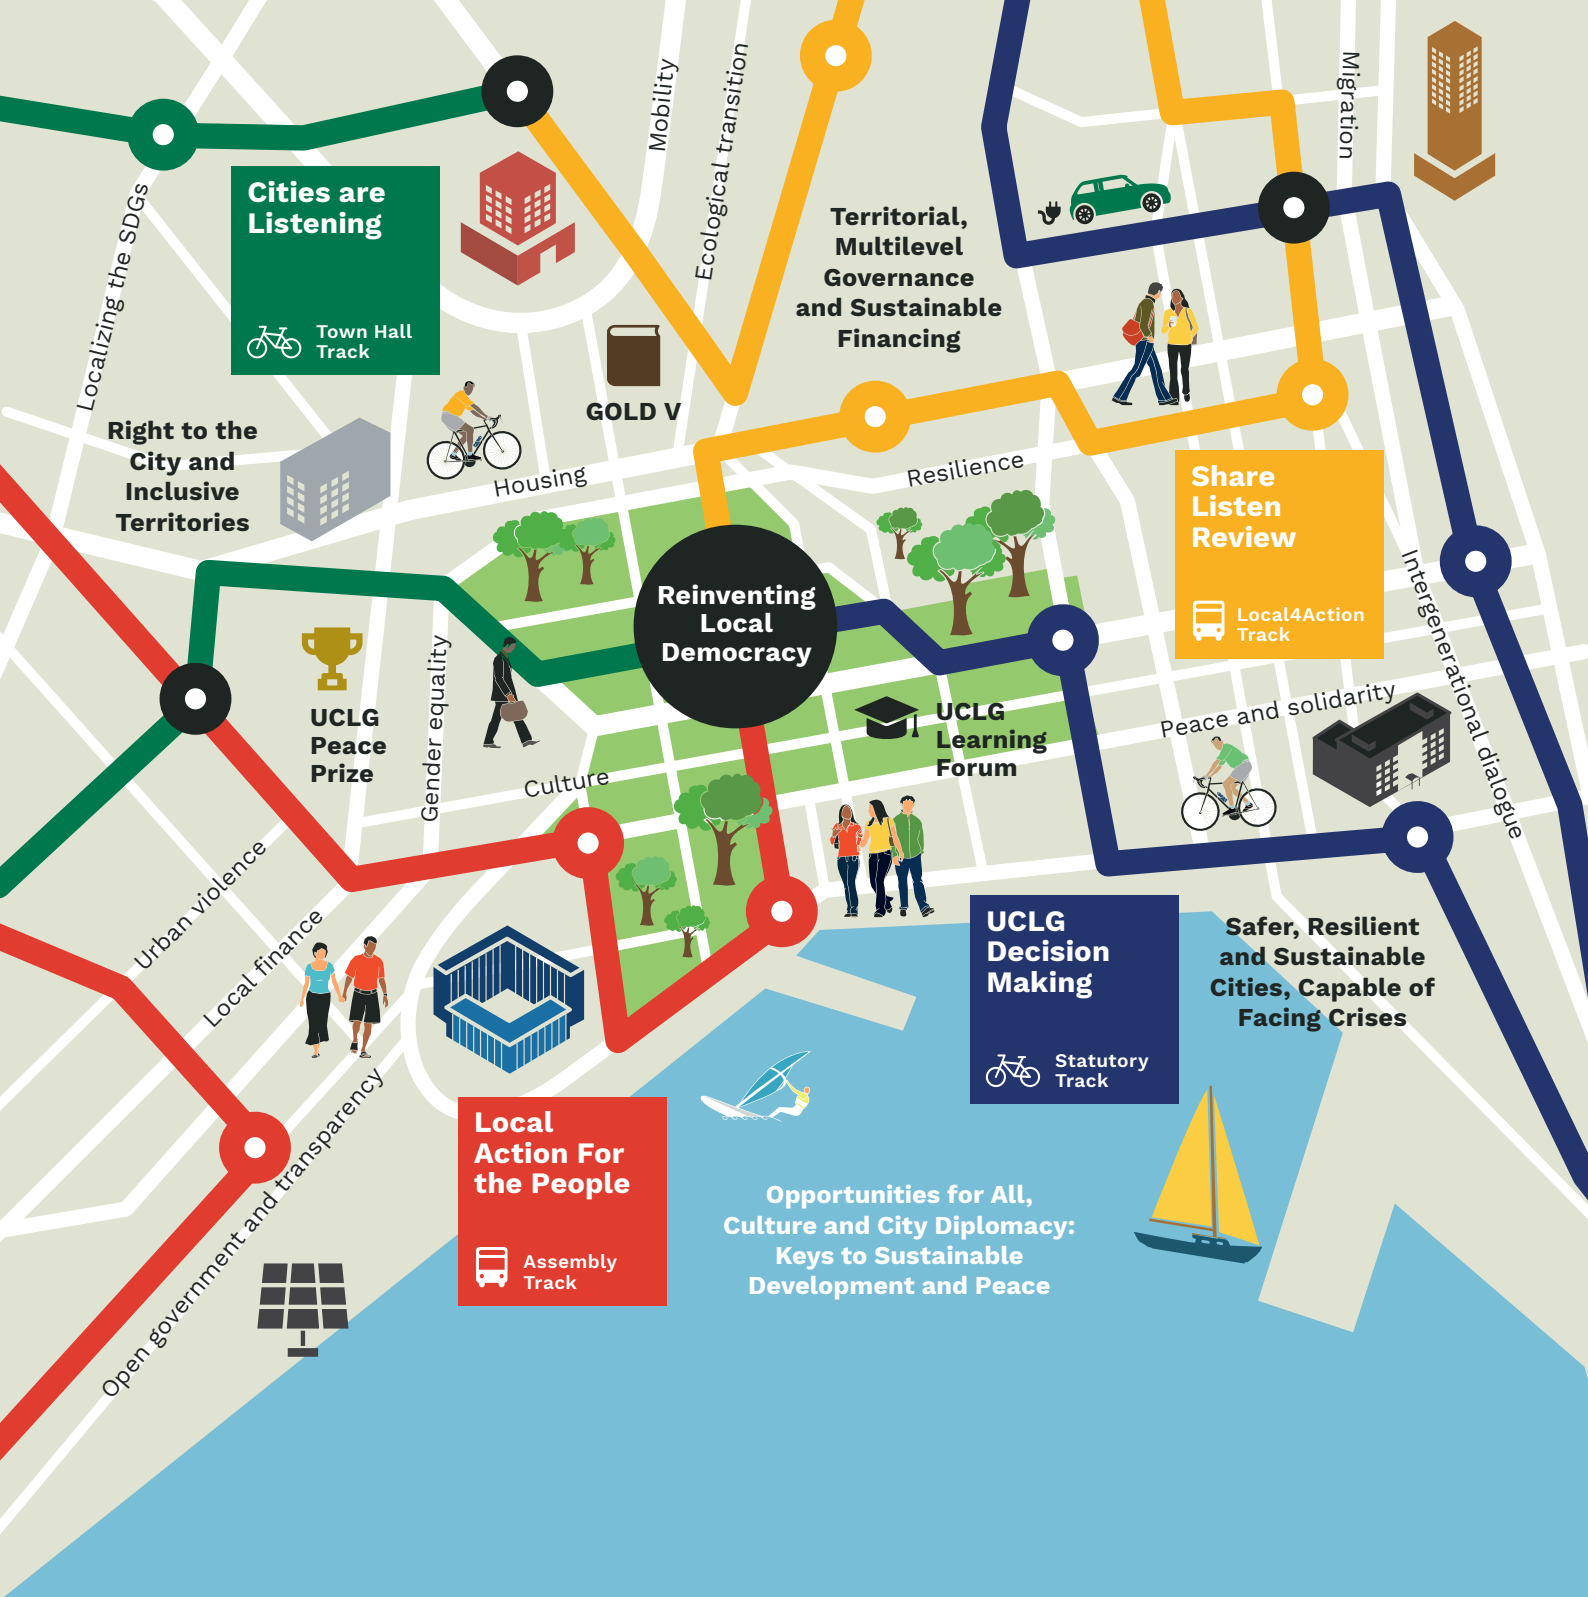 Mobility
Ecological transition
Migration
Localizing the SDGs
Cities are
Listening
Town Hall
Track
Territorial,
Multilevel
Governance
and Sustainable
Financing
GOLD V
Right to the
City and
Inclusive
Territories
Housing
Resilience
Share
Listen
Review
Local4Action
Track
Intergenerational dialogue
Reinventing
Local
Democracy
Gender equality
UCLG
Peace
Prize
UCLG
Learning
Forum
Peace and solidarity
Culture
Urban violence
Local finance
UCLG
Decision
Making
Statutory
Track
Safer, Resilient
and Sustainable
Cities, Capable of
Facing Crises
Open government and transparency
Local
Action For
the People
Assembly
Track
Opportunities for All,
Culture and City Diplomacy:
Keys to Sustainable
Development and Peace